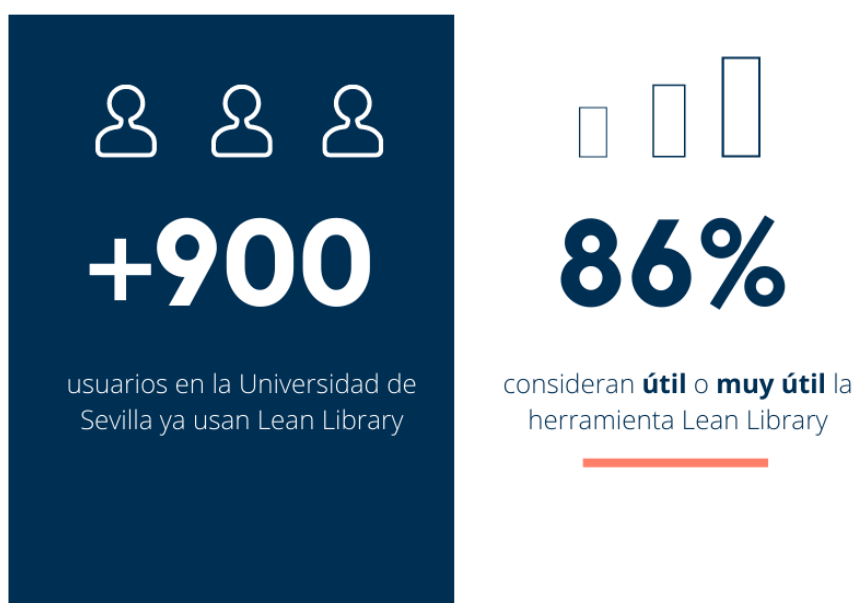 +900
usuarios en la Universidad de
Sevilla ya usan Lean Library
86%
consideran útil o muy útil la
herramienta Lean Library